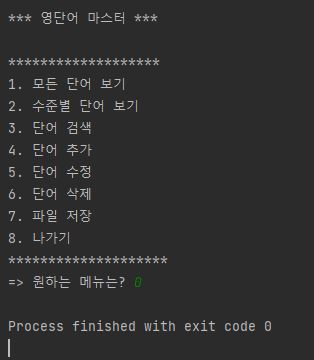 *** 영단어 마스터 ***
*******************
1. 모든 단어 보기
2. 수준별 단어 보기
3. 단어 검색
4. 단어 추가
5. 단어 수정
6. 단어 삭제
7. 파일 저장
8. 나가기
********************
=> 원하는 메뉴는? 0
Process finished with exit code 0